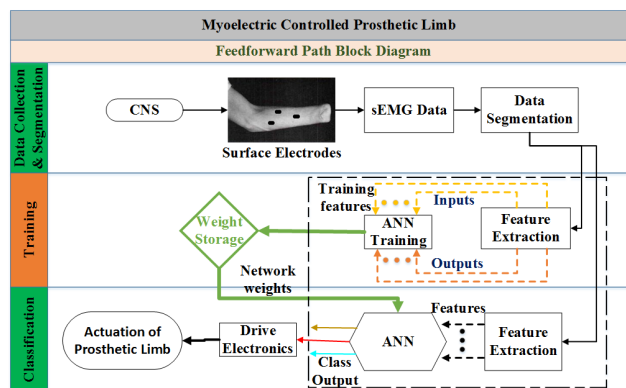 Myoelectric Controlled Prosthetic Limb
Feedforward Path Block Diagram
Data Collection
& Segmentation
CNS
Surface Electrodes
sEMG Data
Data
Segmentation
Training
Training
features
Inputs
Weight
Storage
ANN
Training
Feature
Extraction
Outputs
Network
weights
Classification
Actuation of
Prosthetic Limb
Drive
Electronics
Class
Output
ANN
Features
Feature
Extraction